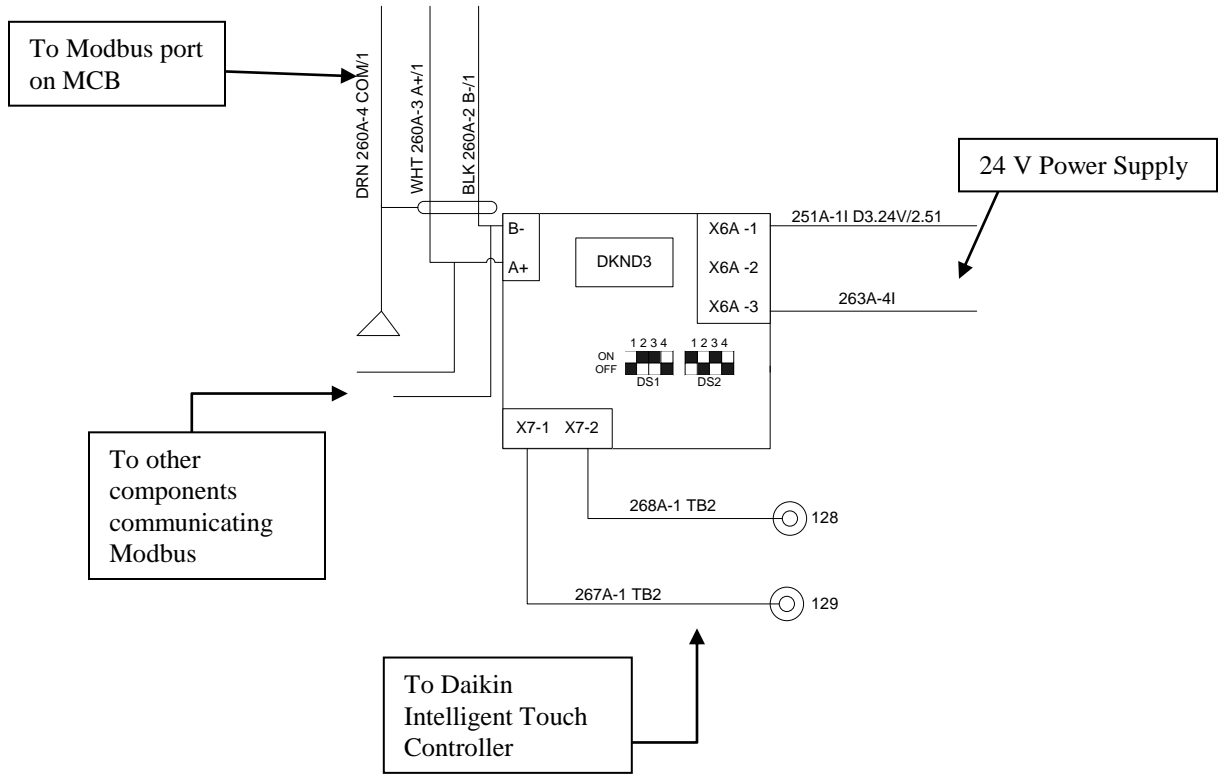 To Modbus port
on MCB
DRN 260A-4 COM/1
WHT 260A-3 A+/1
BLK 260A-2 B-/1
24 V Power Supply
B-
A+
DKND3
X6A -1
X6A -2
X6A -3
251A-1I D3.24V/2.51
263A-4I
1 2 3 4
1 2 3 4
ON
OFF
DS1
DS2
X7-1 X7-2
To other
components
communicating
Modbus
268A-1 TB2
128
267A-1 TB2
129
To Daikin
Intelligent Touch
Controller